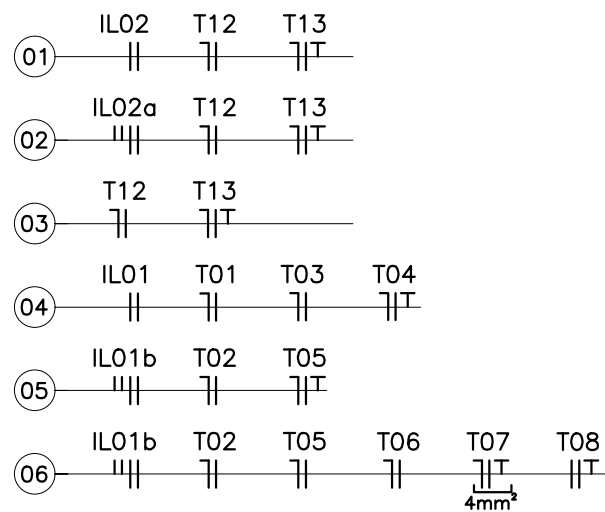 IL02 T12 T13
01
IL02a T12 T13
02
T12 T13
03
IL01 T01 T03 T04
04
IL01b T02 T05
05
IL01b T02 T05 T06 T07 T08
06
4mm²